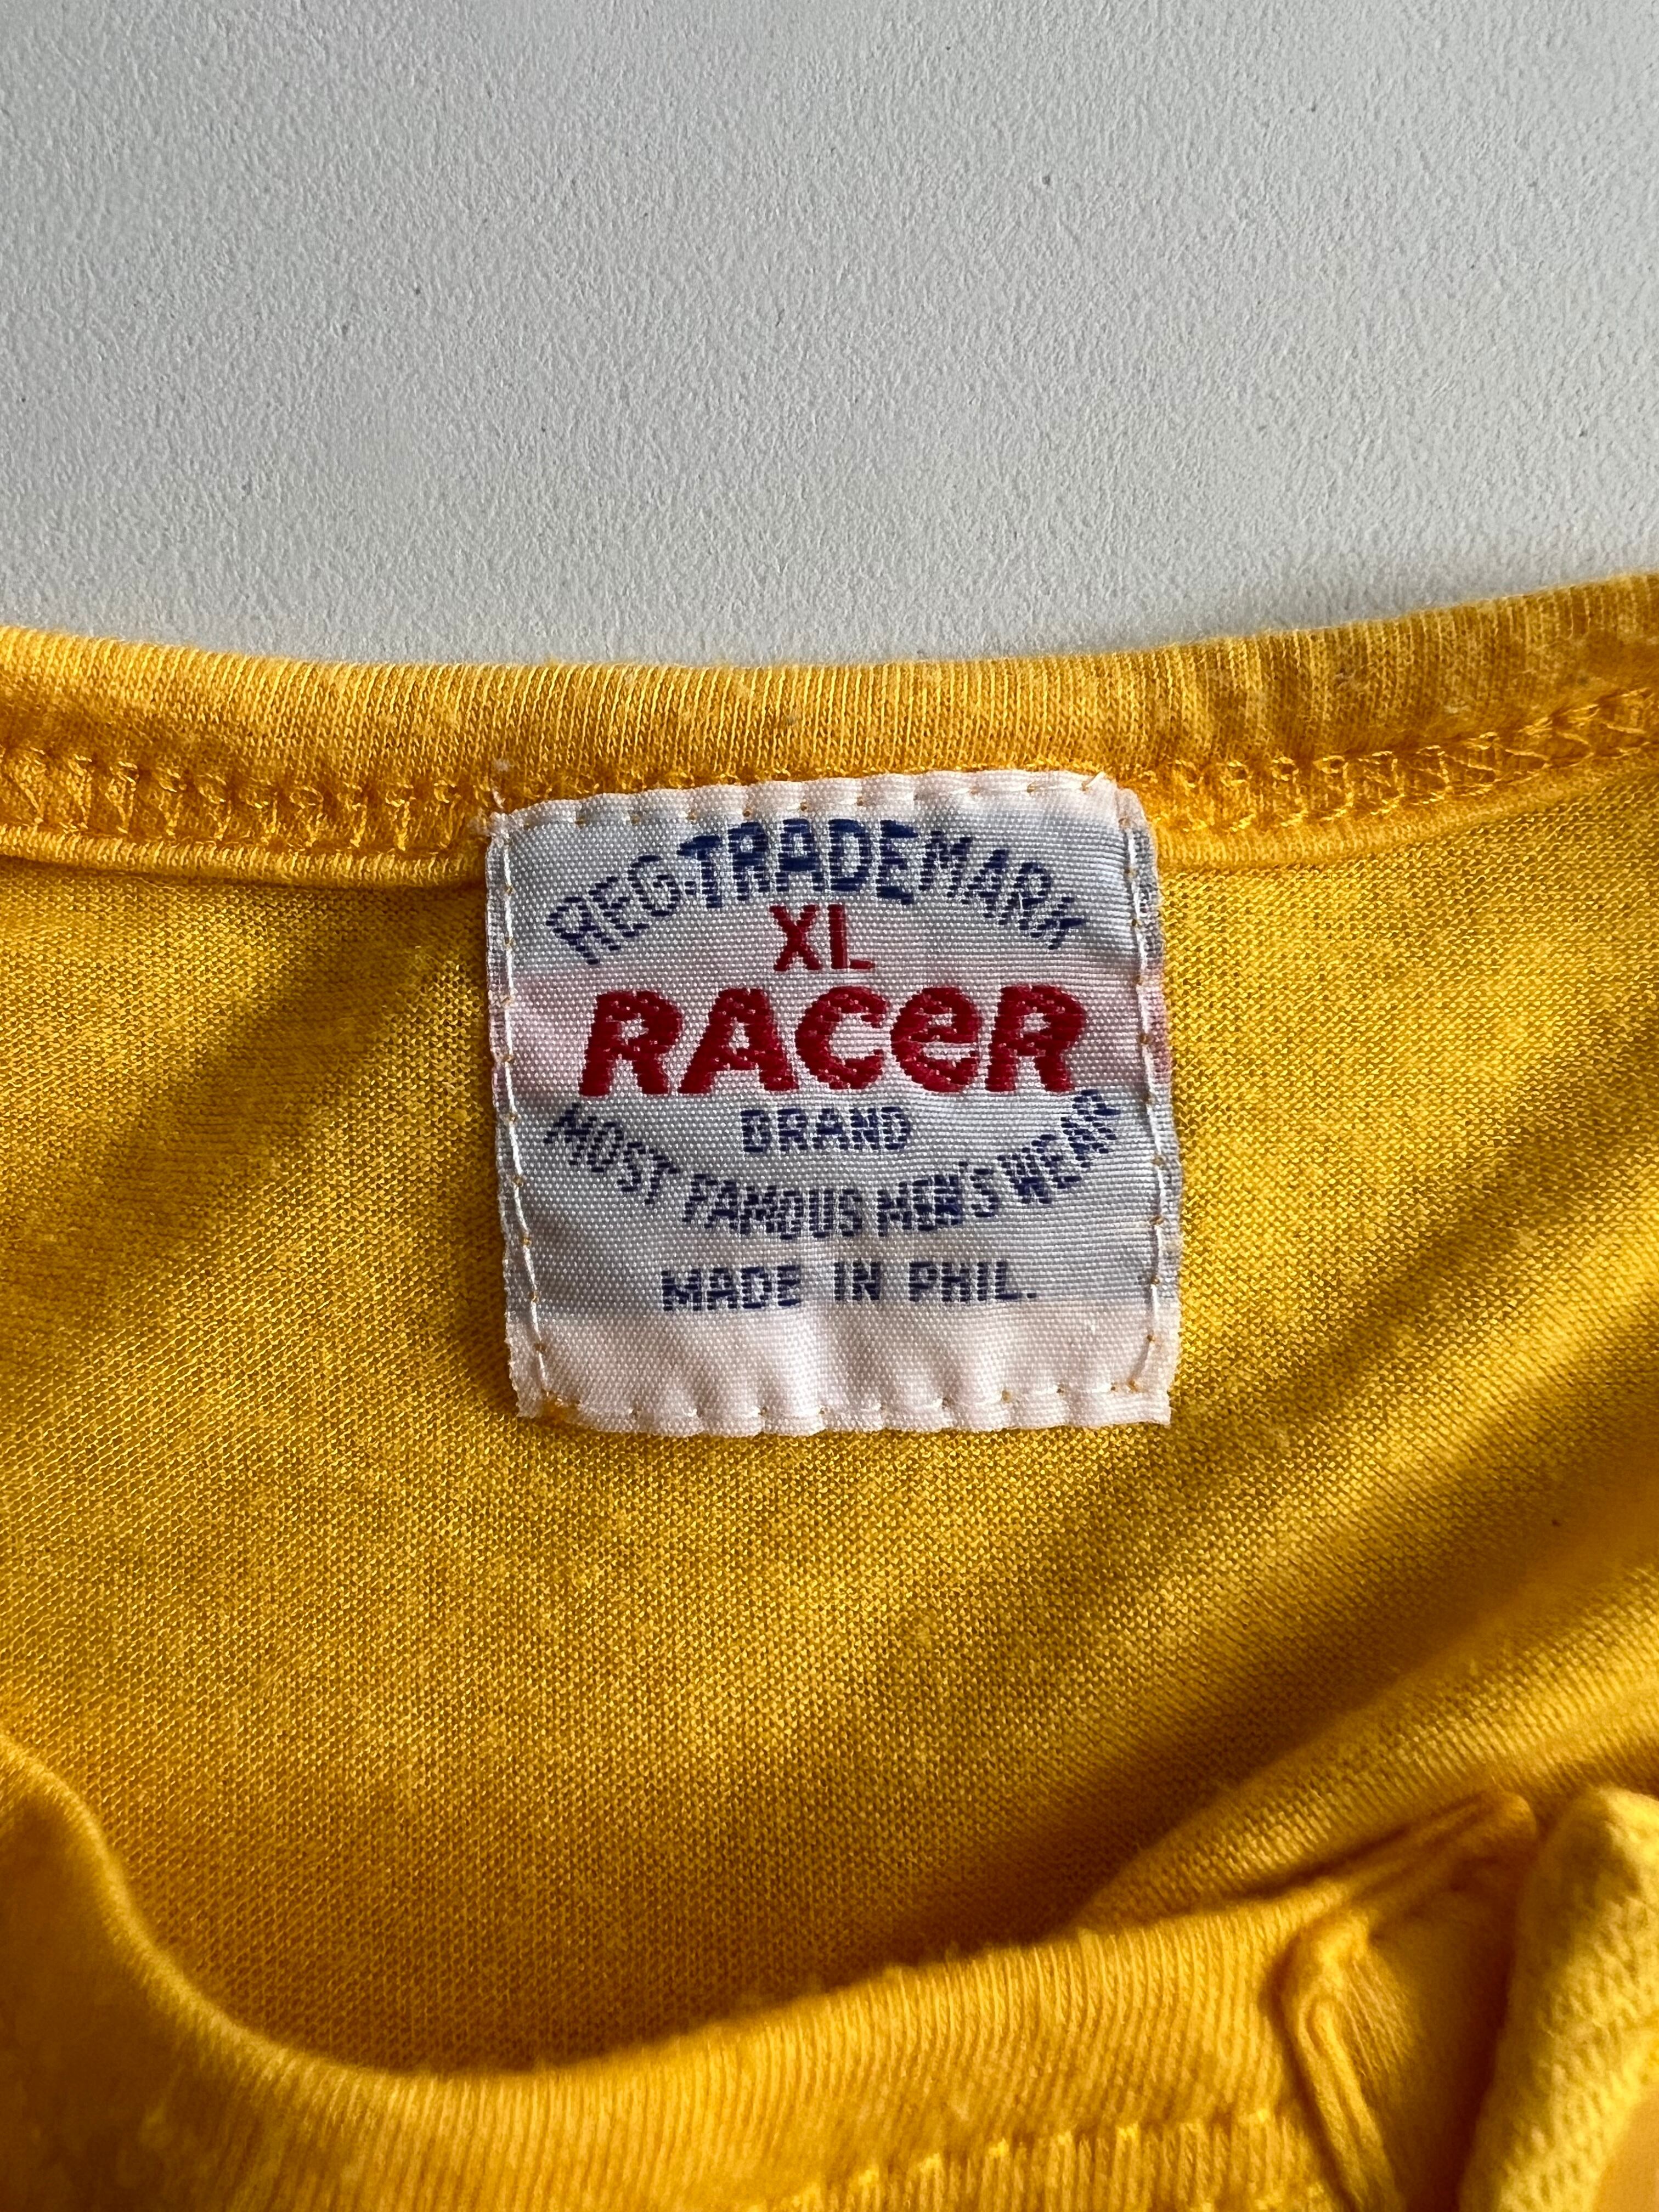 REG·TRADEMARK
XL
RACeR
BRAND
MOST FAMOUS MEN'S WEAR
MADE IN PHIL.